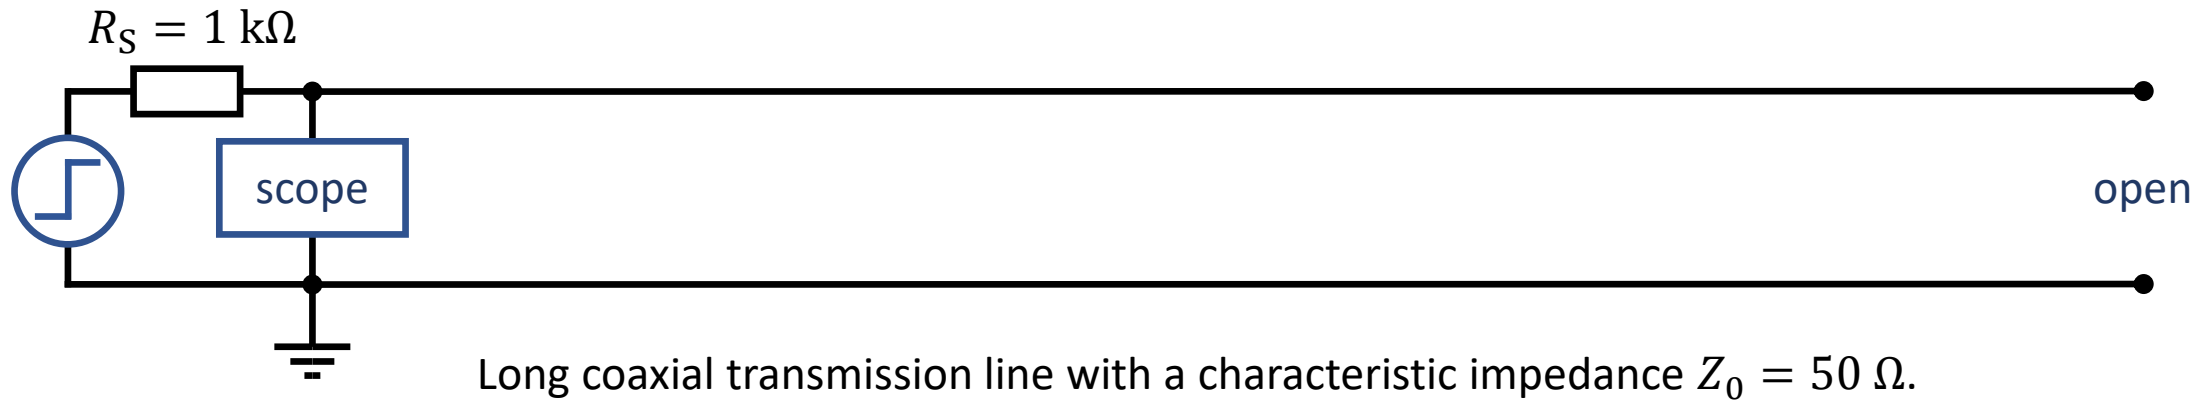 R_S = 1 kΩ
scope
open
Long coaxial transmission line with a characteristic impedance Z_0 = 50 Ω.